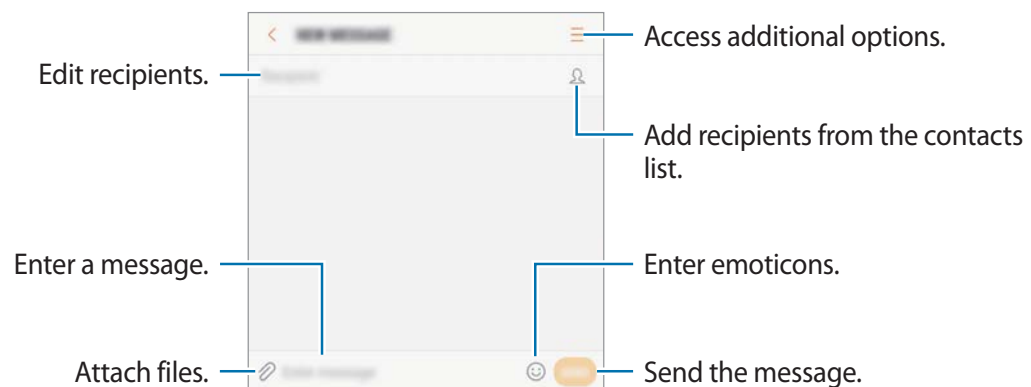 Access additional options.
Edit recipients.
Add recipients from the contacts
list.
Enter a message.
Enter emoticons.
Attach files.
Send the message.